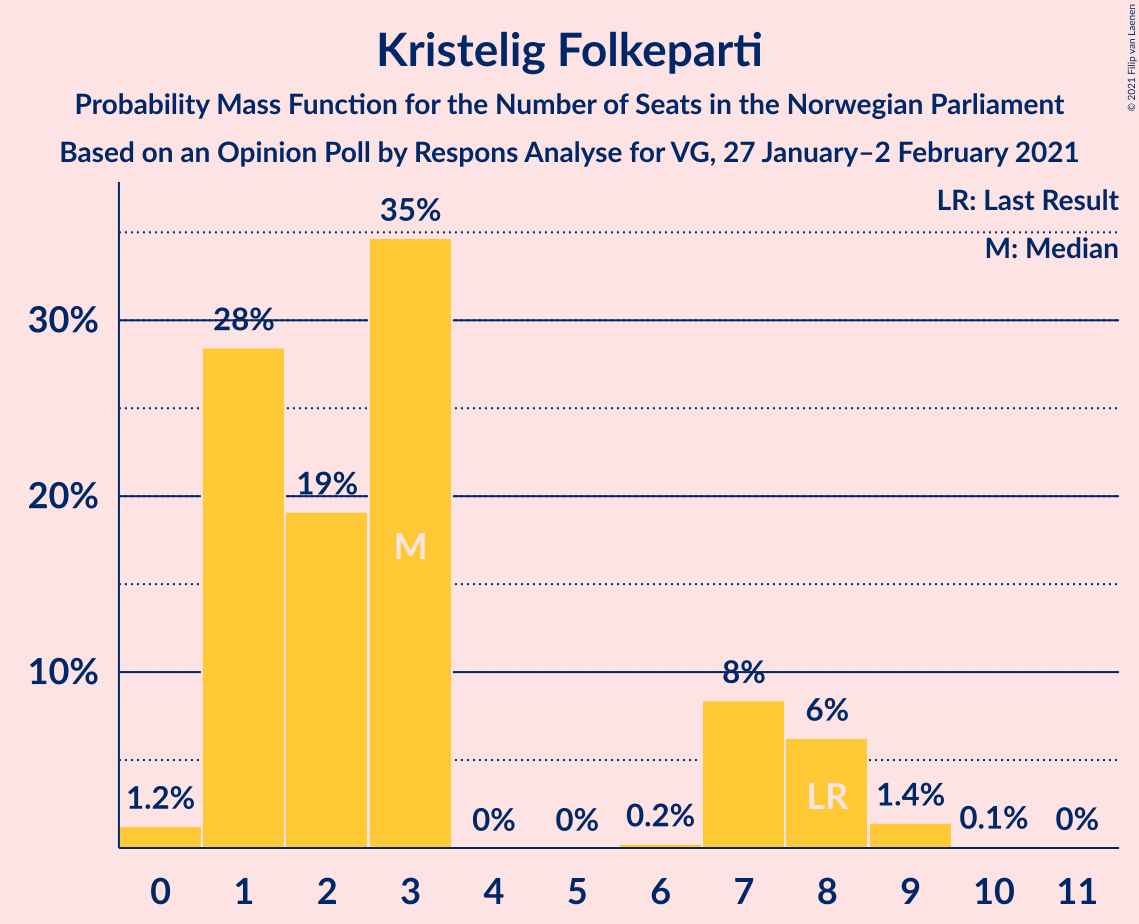 Kristelig Folkeparti
Probability Mass Function for the Number of Seats in the Norwegian Parliament
Based on an Opinion Poll by Respons Analyse for VG, 27 January–2 February 2021
© 2021 Filip van Laenen
LR: Last Result
M: Median
30%
20%
10%
1.2%
28%
19%
35%
0%
0%
0.2%
8%
6%
1.4%
0.1%
0%
M
LR
0 1 2 3 4 5 6 7 8 9 10 11